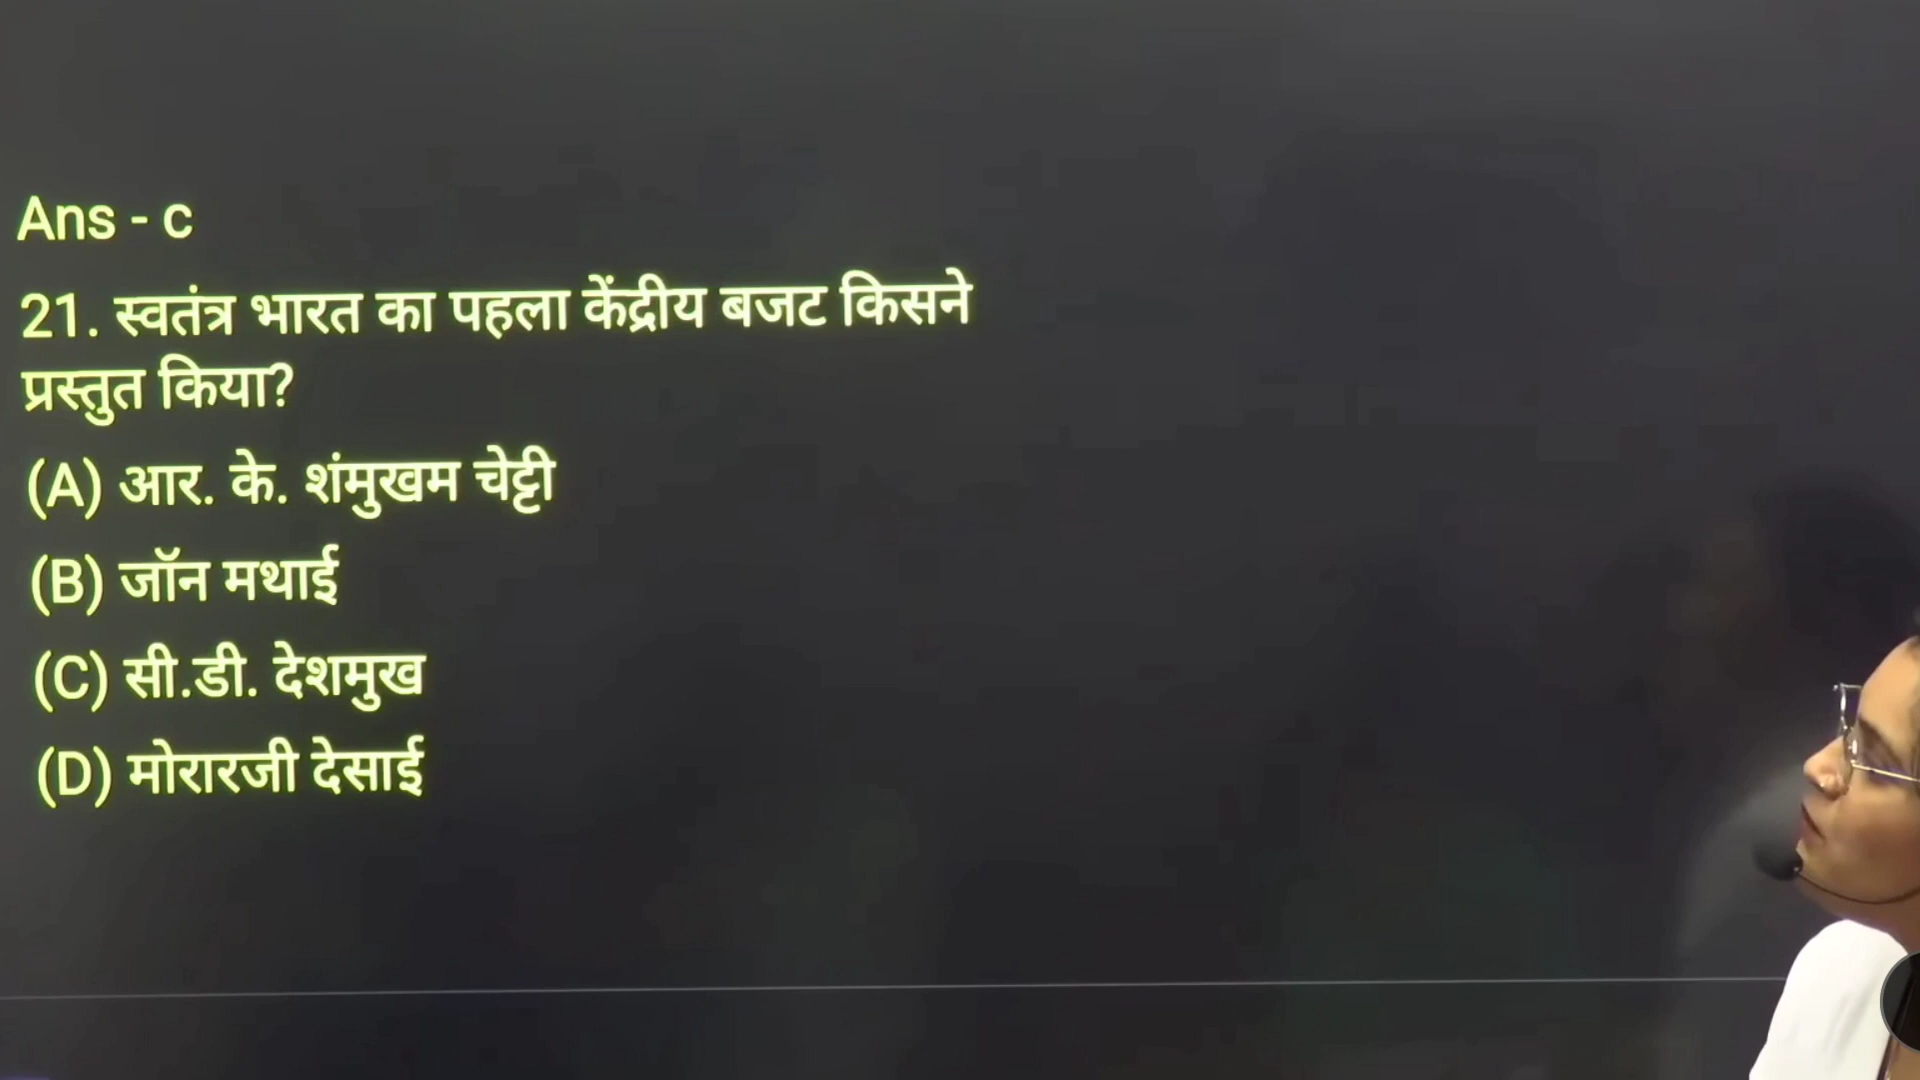 Ans - c
21. स्वतंत्र भारत का पहला केंद्रीय बजट किसने
प्रस्तुत किया?
(A) आर. के. शंमुखम चेट्टी
(B) जॉन मथाई
(C) सी.डी. देशमुख
(D) मोरारजी देसाई